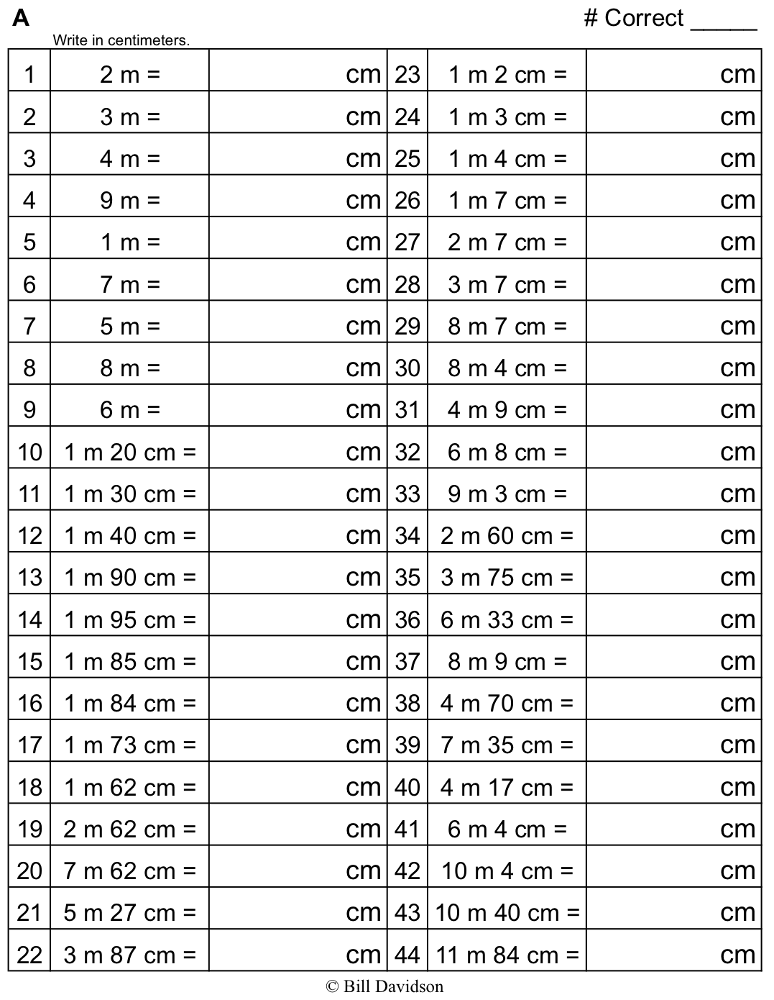 A # Correct _____
Write in centimeters.
1 2 m = cm 23 1 m 2 cm = cm
2 3 m = cm 24 1 m 3 cm = cm
3 4 m = cm 25 1 m 4 cm = cm
4 9 m = cm 26 1 m 7 cm = cm
5 1 m = cm 27 2 m 7 cm = cm
6 7 m = cm 28 3 m 7 cm = cm
7 5 m = cm 29 8 m 7 cm = cm
8 8 m = cm 30 8 m 4 cm = cm
9 6 m = cm 31 4 m 9 cm = cm
10 1 m 20 cm = cm 32 6 m 8 cm = cm
11 1 m 30 cm = cm 33 9 m 3 cm = cm
12 1 m 40 cm = cm 34 2 m 60 cm = cm
13 1 m 90 cm = cm 35 3 m 75 cm = cm
14 1 m 95 cm = cm 36 6 m 33 cm = cm
15 1 m 85 cm = cm 37 8 m 9 cm = cm
16 1 m 84 cm = cm 38 4 m 70 cm = cm
17 1 m 73 cm = cm 39 7 m 35 cm = cm
18 1 m 62 cm = cm 40 4 m 17 cm = cm
19 2 m 62 cm = cm 41 6 m 4 cm = cm
20 7 m 62 cm = cm 42 10 m 4 cm = cm
21 5 m 27 cm = cm 43 10 m 40 cm = cm
22 3 m 87 cm = cm 44 11 m 84 cm = cm
© Bill Davidson